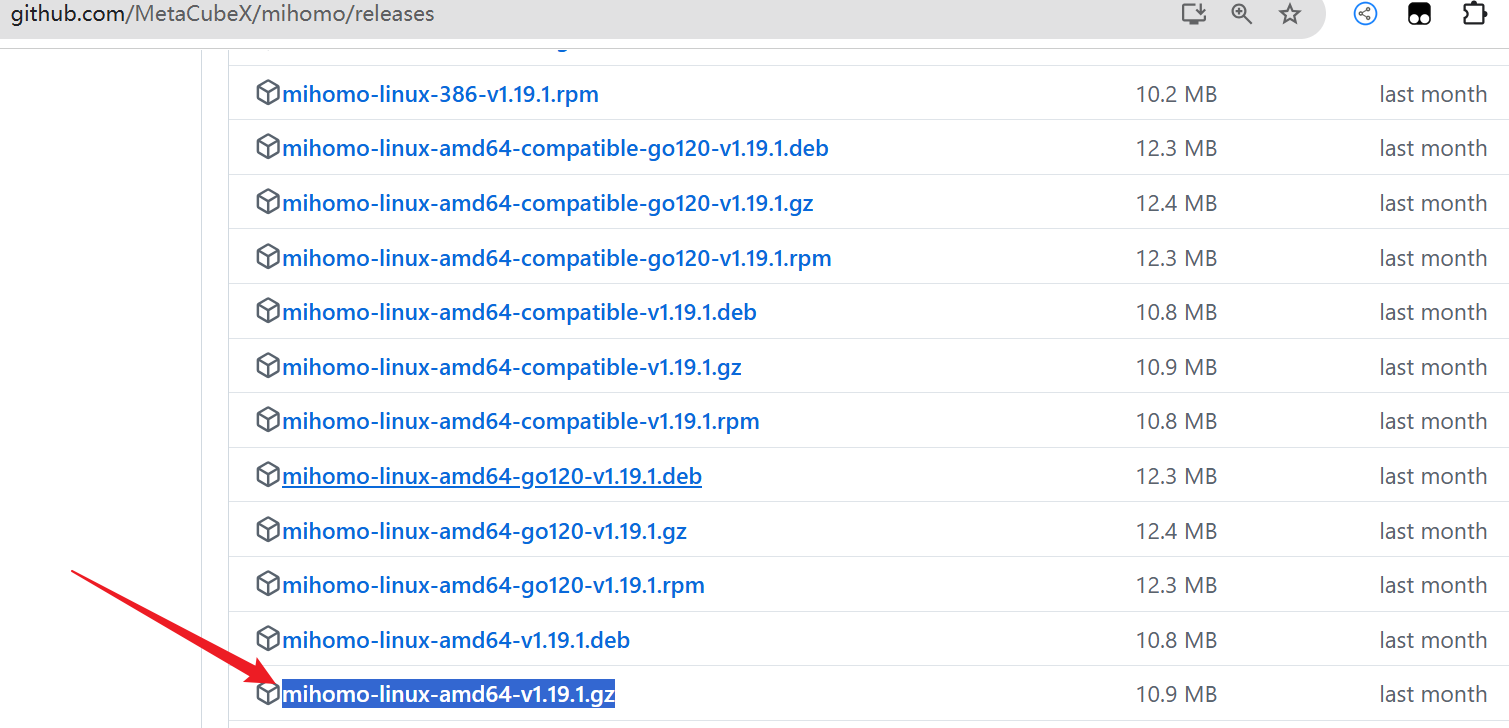 github.com/MetaCubeX/mihomo/releases
mihomo-linux-386-v1.19.1.rpm 10.2 MB last month
mihomo-linux-amd64-compatible-go120-v1.19.1.deb 12.3 MB last month
mihomo-linux-amd64-compatible-go120-v1.19.1.gz 12.4 MB last month
mihomo-linux-amd64-compatible-go120-v1.19.1.rpm 12.3 MB last month
mihomo-linux-amd64-compatible-v1.19.1.deb 10.8 MB last month
mihomo-linux-amd64-compatible-v1.19.1.gz 10.9 MB last month
mihomo-linux-amd64-compatible-v1.19.1.rpm 10.8 MB last month
mihomo-linux-amd64-go120-v1.19.1.deb 12.3 MB last month
mihomo-linux-amd64-go120-v1.19.1.gz 12.4 MB last month
mihomo-linux-amd64-go120-v1.19.1.rpm 12.3 MB last month
mihomo-linux-amd64-v1.19.1.deb 10.8 MB last month
mihomo-linux-amd64-v1.19.1.gz 10.9 MB last month